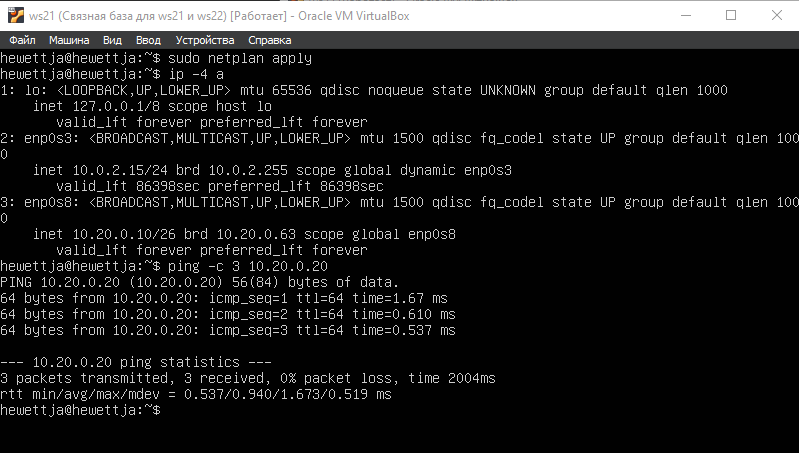 ws21 (Связная база для ws21 и ws22) [Работает] - Oracle VM VirtualBox
Файл Машина Вид Ввод Устройства Справка
hewettja@hewettja:~$ sudo netplan apply
hewettja@hewettja:~$ ip -4 a
1: lo: <LOOPBACK,UP,LOWER_UP> mtu 65536 qdisc noqueue state UNKNOWN group default qlen 1000
    inet 127.0.0.1/8 scope host lo
       valid_lft forever preferred_lft forever
2: enp0s3: <BROADCAST,MULTICAST,UP,LOWER_UP> mtu 1500 qdisc fq_codel state UP group default qlen 100
0
    inet 10.0.2.15/24 brd 10.0.2.255 scope global dynamic enp0s3
       valid_lft 86398sec preferred_lft 86398sec
3: enp0s8: <BROADCAST,MULTICAST,UP,LOWER_UP> mtu 1500 qdisc fq_codel state UP group default qlen 100
0
    inet 10.20.0.10/26 brd 10.20.0.63 scope global enp0s8
       valid_lft forever preferred_lft forever
hewettja@hewettja:~$ ping -c 3 10.20.0.20
PING 10.20.0.20 (10.20.0.20) 56(84) bytes of data.
64 bytes from 10.20.0.20: icmp_seq=1 ttl=64 time=1.67 ms
64 bytes from 10.20.0.20: icmp_seq=2 ttl=64 time=0.610 ms
64 bytes from 10.20.0.20: icmp_seq=3 ttl=64 time=0.537 ms

--- 10.20.0.20 ping statistics ---
3 packets transmitted, 3 received, 0% packet loss, time 2004ms
rtt min/avg/max/mdev = 0.537/0.940/1.673/0.519 ms
hewettja@hewettja:~$